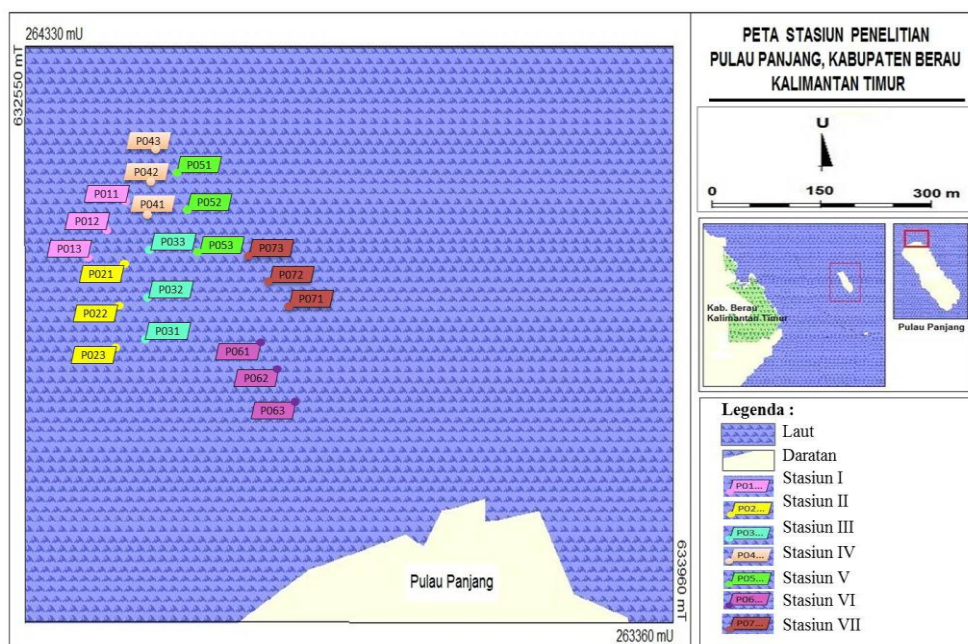 264330 mU
6325550 mT
P043
P042
P051
P011
P041
P052
P012
P013
P033
P053
P073
P021
P072
P032
P071
P022
P031
P023
P061
P062
P063
Pulau Panjang
633960 mT
263360 mU
PETA STASIUN PENELITIAN
PULAU PANJANG, KABUPATEN BERAU
KALIMANTAN TIMUR
U
0 150 300 m
Kab. Berau
Kalimantan Timur
Pulau Panjang
Legenda :
Laut
Daratan
P01... Stasiun I
P02... Stasiun II
P03... Stasiun III
P04... Stasiun IV
P05... Stasiun V
P06... Stasiun VI
P07... Stasiun VII